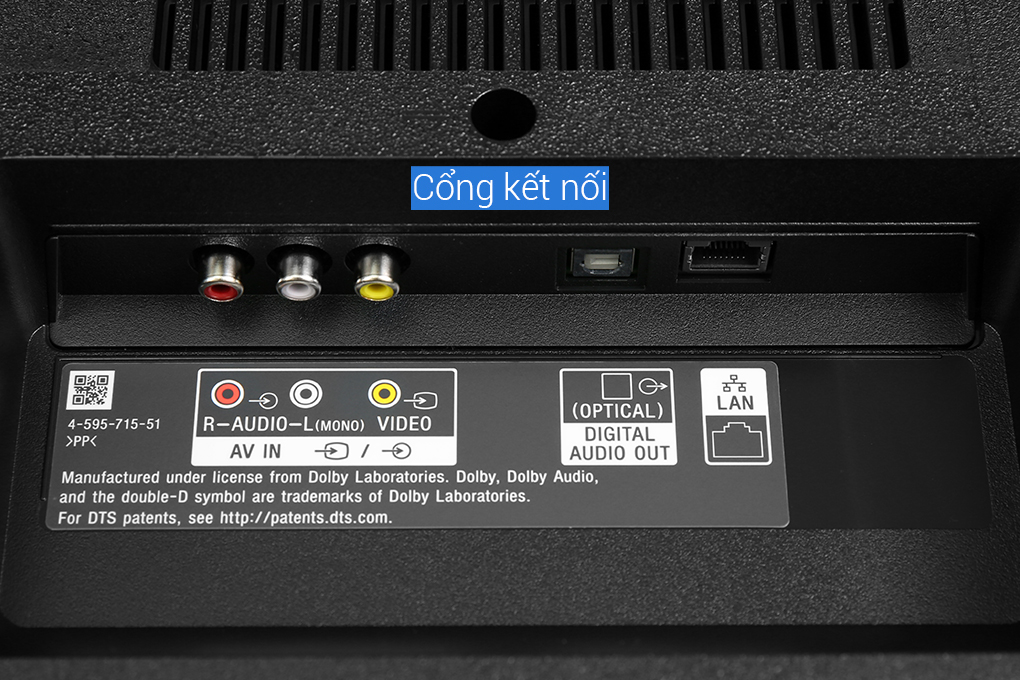 Cổng kết nối
4-595-715-51
>PP<
R-AUDIO-L(MONO) VIDEO
AV IN /
(OPTICAL)
DIGITAL
AUDIO OUT
LAN
Manufactured under license from Dolby Laboratories. Dolby, Dolby Audio,
and the double-D symbol are trademarks of Dolby Laboratories.
For DTS patents, see http://patents.dts.com.